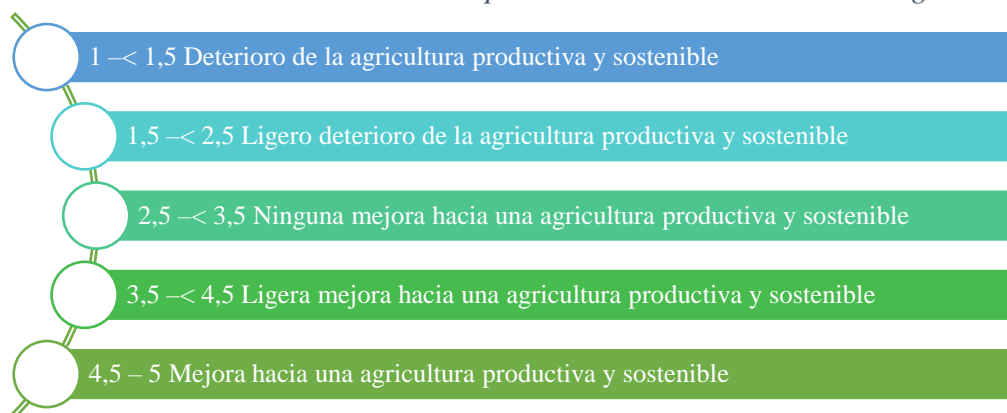 1 –< 1,5 Deterioro de la agricultura productiva y sostenible
1,5 –< 2,5 Ligero deterioro de la agricultura productiva y sostenible
2,5 –< 3,5 Ninguna mejora hacia una agricultura productiva y sostenible
3,5 –< 4,5 Ligera mejora hacia una agricultura productiva y sostenible
4,5 – 5 Mejora hacia una agricultura productiva y sostenible